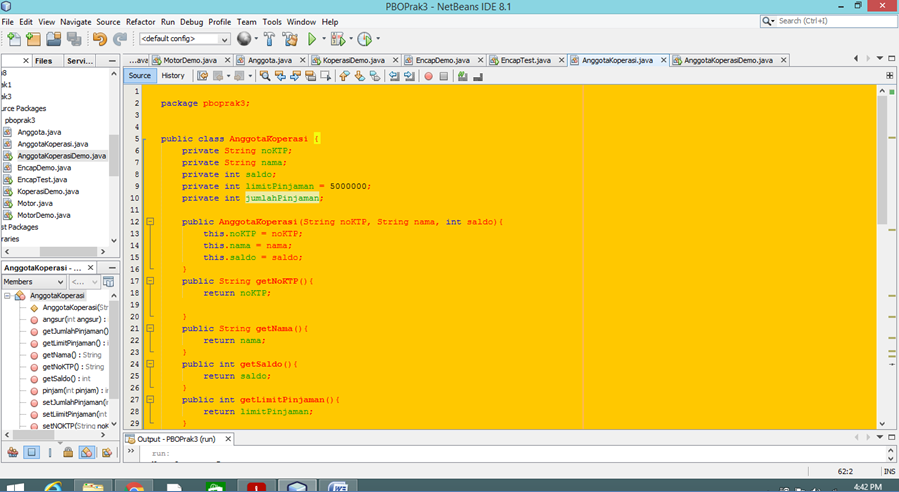 PBOPrak3 - NetBeans IDE 8.1
File Edit View Navigate Source Refactor Run Debug Profile Team Tools Window Help
Search (Ctrl+I)
<default config>
Files Servi...
...ava MotorDemo.java Anggota.java KoperasiDemo.java EncapDemo.java EncapTest.java AnggotaKoperasi.java AnggotaKoperasiDemo.java
Source History
ak1
ak3
urce Packages
pboprak3
Anggota.java
AnggotaKoperasi.java
AnggotaKoperasiDemo.java
EncapDemo.java
EncapTest.java
KoperasiDemo.java
Motor.java
MotorDemo.java
st Packages
raries
AnggotaKoperasi - ...
Members <...
AnggotaKoperasi
AnggotaKoperasi(Str
angsur(int angsur) :
getJumlahPinjaman()
getLimitPinjaman() :
getNama() : String
getNoKTP() : String
getSaldo() : int
pinjam(int pinjam) : i
setJumlahPinjaman(i
setLiimitPinjaman(int
setNOKTP(String nok
1
2 package pboprak3;
3
4
5 public class AnggotaKoperasi {
6 private String noKTP;
7 private String nama;
8 private int saldo;
9 private int limitPinjaman = 5000000;
10 private int jumlahPinjaman;
11
12 public AnggotaKoperasi(String noKTP, String nama, int saldo){
13 this.noKTP = noKTP;
14 this.nama = nama;
15 this.saldo = saldo;
16 }
17 public String getNoKTP(){
18 return noKTP;
19
20 }
21 public String getNama(){
22 return nama;
23 }
24 public int getSaldo(){
25 return saldo;
26 }
27 public int getLimitPinjaman(){
28 return limitPinjaman;
29 }
Output - PBOPrak3 (run)
run:
62:2 INS
4:42 PM